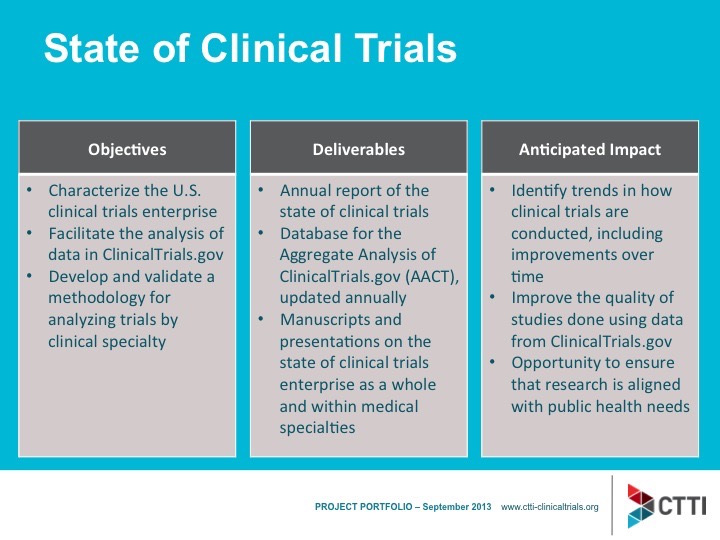 State of Clinical Trials
Objectives
• Characterize the U.S.
clinical trials enterprise
• Facilitate the analysis of
data in ClinicalTrials.gov
• Develop and validate a
methodology for
analyzing trials by
clinical specialty
Deliverables
• Annual report of the
state of clinical trials
• Database for the
Aggregate Analysis of
ClinicalTrials.gov (AACT),
updated annually
• Manuscripts and
presentations on the
state of clinical trials
enterprise as a whole
and within medical
specialties
Anticipated Impact
• Identify trends in how
clinical trials are
conducted, including
improvements over
time
• Improve the quality of
studies done using data
from ClinicalTrials.gov
• Opportunity to ensure
that research is aligned
with public health needs
PROJECT PORTFOLIO – September 2013 www.ctti-clinicaltrials.org
CTTI